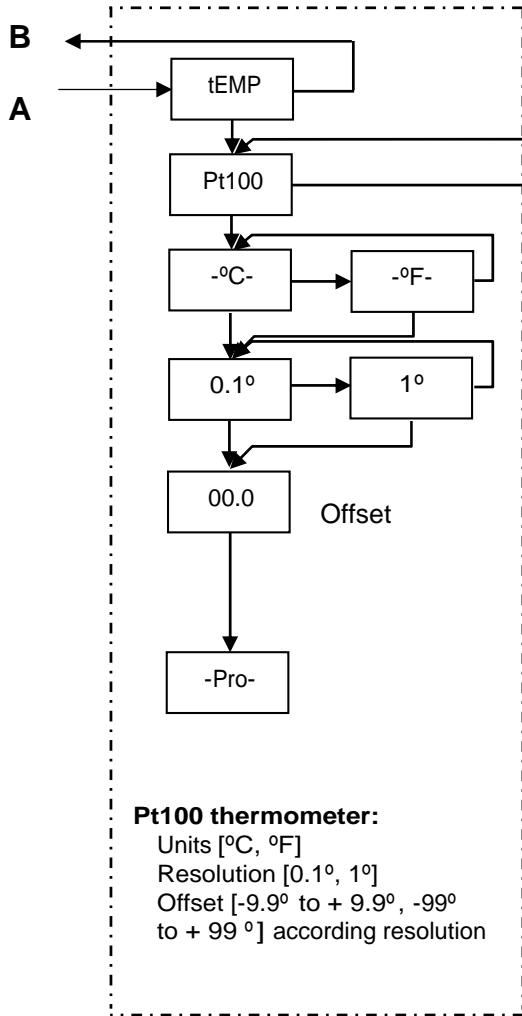 B
A
tEMP
Pt100
-ºC-
-ºF-
0.1º
1º
00.0
Offset
-Pro-
Pt100 thermometer:
Units [ºC, ºF]
Resolution [0.1º, 1º]
Offset [-9.9º to + 9.9º, -99º
to + 99 º] according resolution